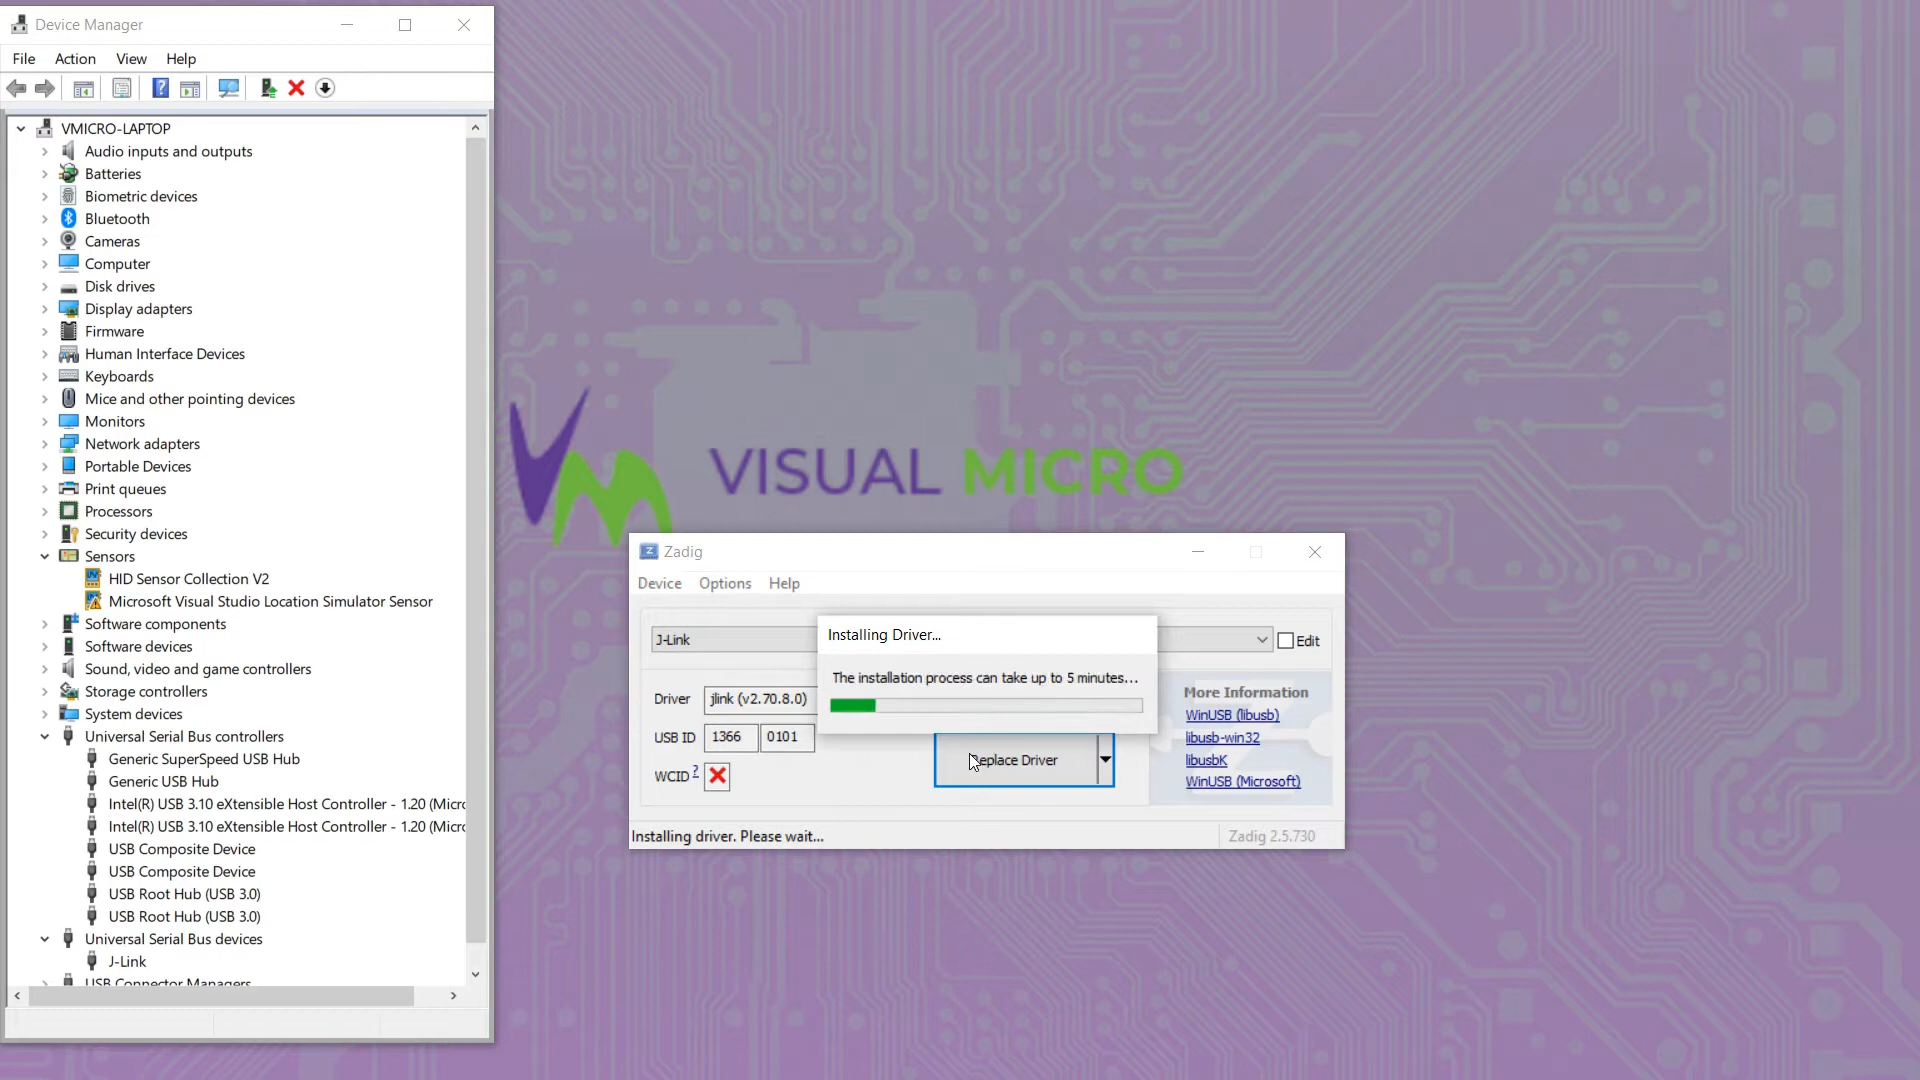 Device Manager
File Action View Help
VMICRO-LAPTOP
Audio inputs and outputs
Batteries
Biometric devices
Bluetooth
Cameras
Computer
Disk drives
Display adapters
Firmware
Human Interface Devices
Keyboards
Mice and other pointing devices
Monitors
Network adapters
Portable Devices
Print queues
Processors
Security devices
Sensors
HID Sensor Collection V2
Microsoft Visual Studio Location Simulator Sensor
Software components
Software devices
Sound, video and game controllers
Storage controllers
System devices
Universal Serial Bus controllers
Generic SuperSpeed USB Hub
Generic USB Hub
Intel(R) USB 3.10 eXtensible Host Controller - 1.20 (Micro
Intel(R) USB 3.10 eXtensible Host Controller - 1.20 (Micro
USB Composite Device
USB Composite Device
USB Root Hub (USB 3.0)
USB Root Hub (USB 3.0)
Universal Serial Bus devices
J-Link
USB Connector Managers
VISUAL MICRO
Zadig
Device Options Help
J-Link
Edit
Installing Driver...
The installation process can take up to 5 minutes...
Driver jlink (v2.70.8.0)
USB ID 1366 0101
WCID ?
Replace Driver
More Information
WinUSB (libusb)
libusb-win32
libusbK
WinUSB (Microsoft)
Installing driver. Please wait...
Zadig 2.5.730